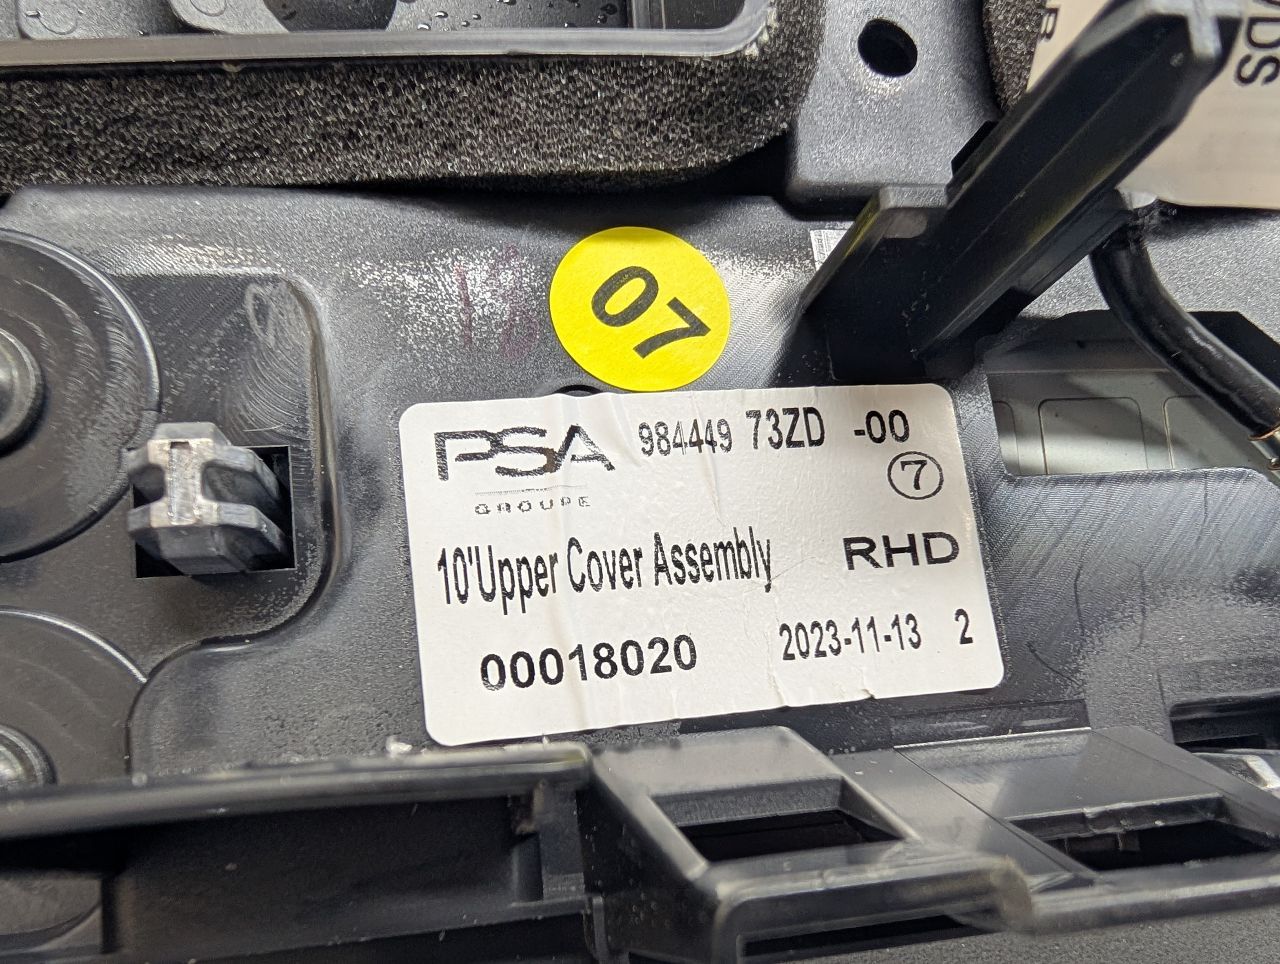 07
PSA 984449 73ZD -00
GROUPE 7
10'Upper Cover Assembly RHD
00018020 2023-11-13 2